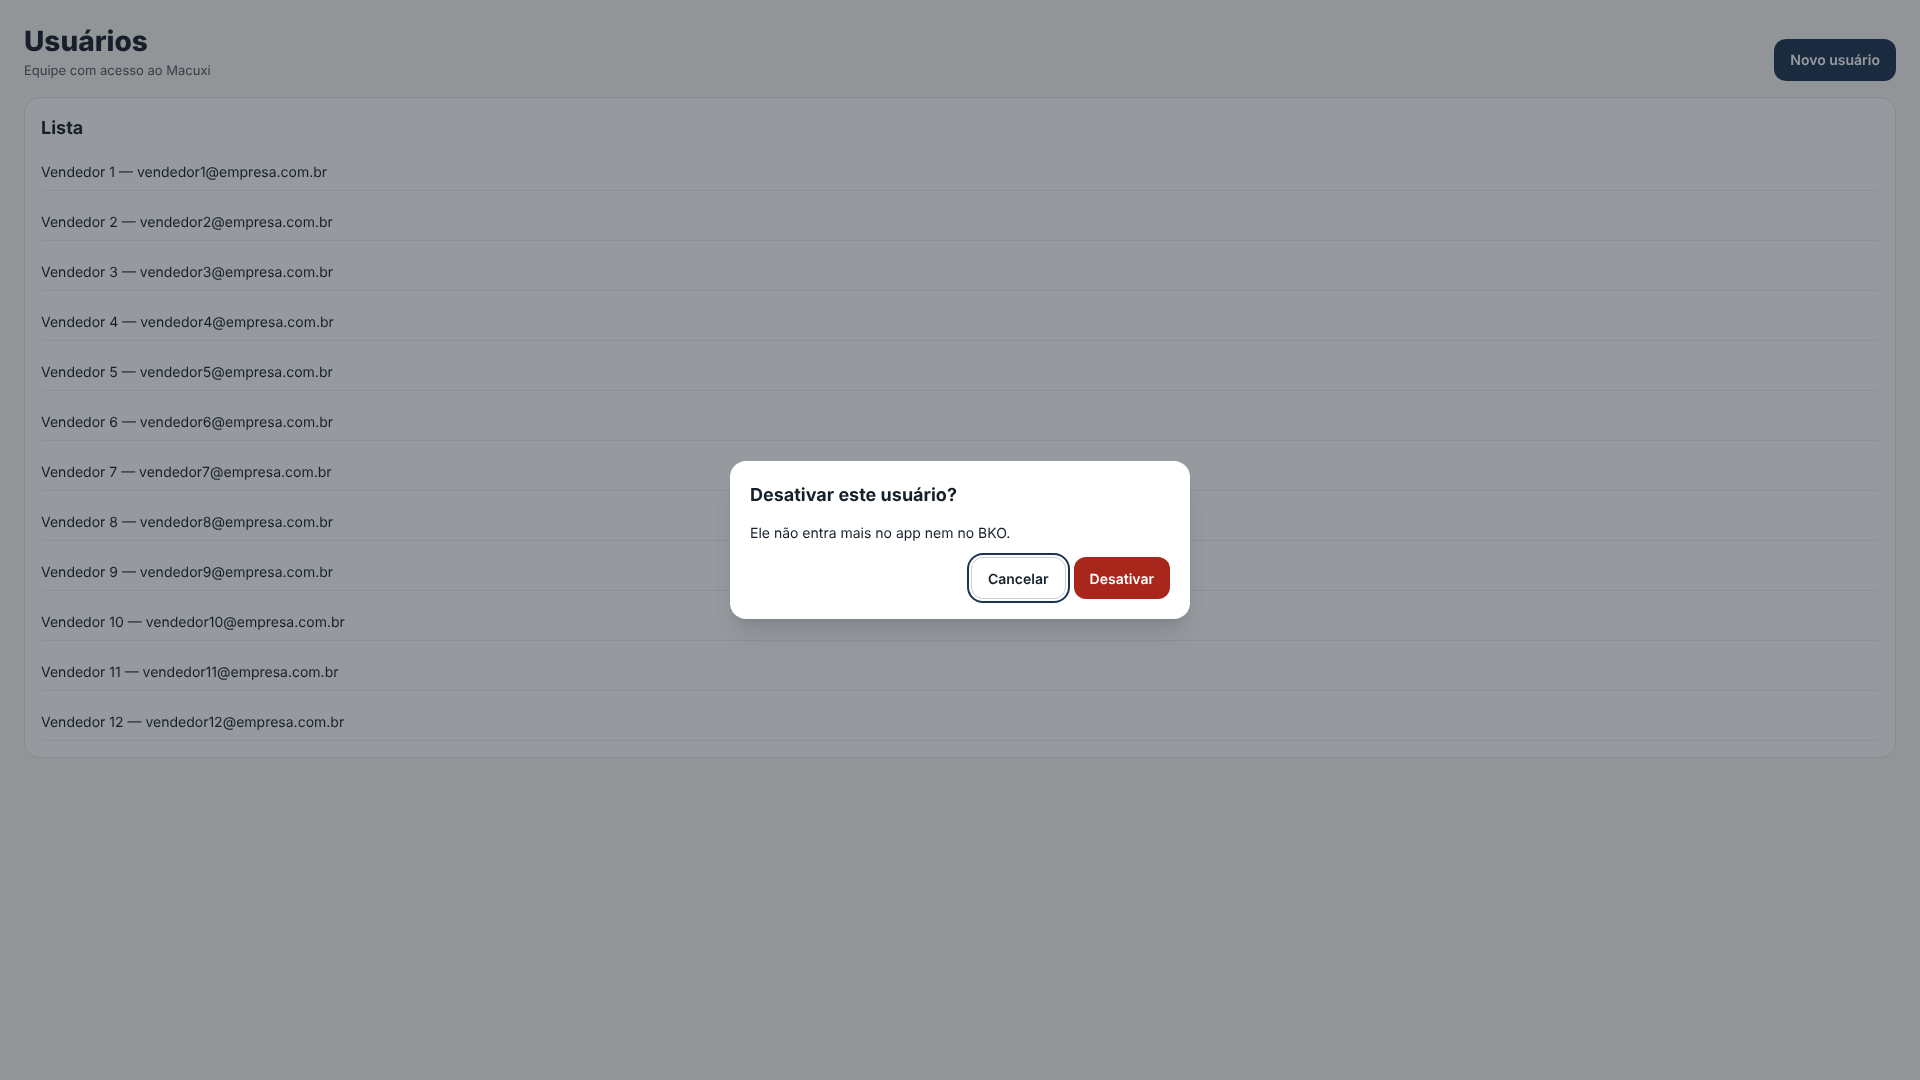 Usuários
Equipe com acesso ao Macuxi
Novo usuário
Lista
Vendedor 1 — vendedor1@empresa.com.br
Vendedor 2 — vendedor2@empresa.com.br
Vendedor 3 — vendedor3@empresa.com.br
Vendedor 4 — vendedor4@empresa.com.br
Vendedor 5 — vendedor5@empresa.com.br
Vendedor 6 — vendedor6@empresa.com.br
Vendedor 7 — vendedor7@empresa.com.br
Vendedor 8 — vendedor8@empresa.com.br
Vendedor 9 — vendedor9@empresa.com.br
Vendedor 10 — vendedor10@empresa.com.br
Vendedor 11 — vendedor11@empresa.com.br
Vendedor 12 — vendedor12@empresa.com.br
Desativar este usuário?
Ele não entra mais no app nem no BKO.
Cancelar
Desativar